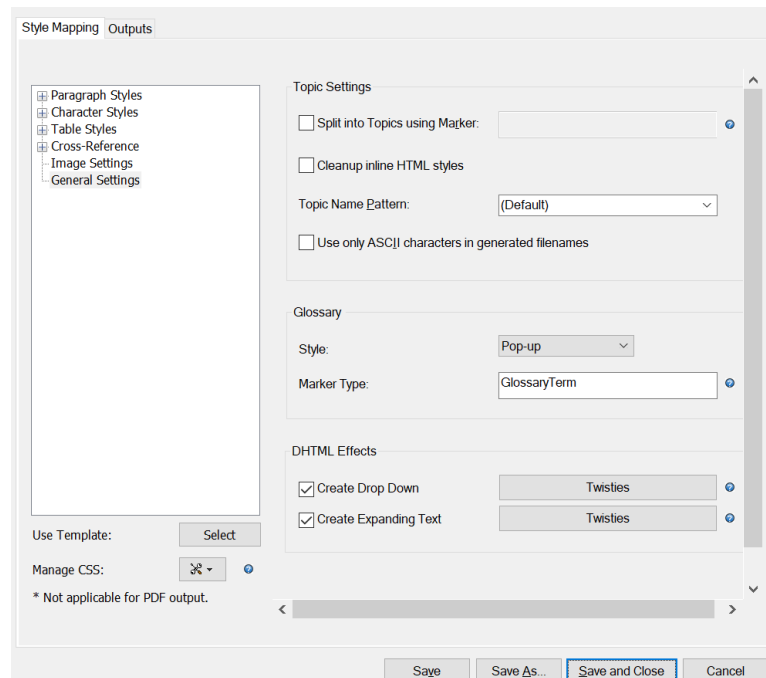 Style Mapping Outputs
Paragraph Styles
Character Styles
Table Styles
Cross-Reference
Image Settings
General Settings
Use Template: Select
Manage CSS:
* Not applicable for PDF output.
Topic Settings
Split into Topics using Marker:
Cleanup inline HTML styles
Topic Name Pattern: (Default)
Use only ASCII characters in generated filenames
Glossary
Style: Pop-up
Marker Type: GlossaryTerm
DHTML Effects
Create Drop Down Twisties
Create Expanding Text Twisties
Save Save As... Save and Close Cancel